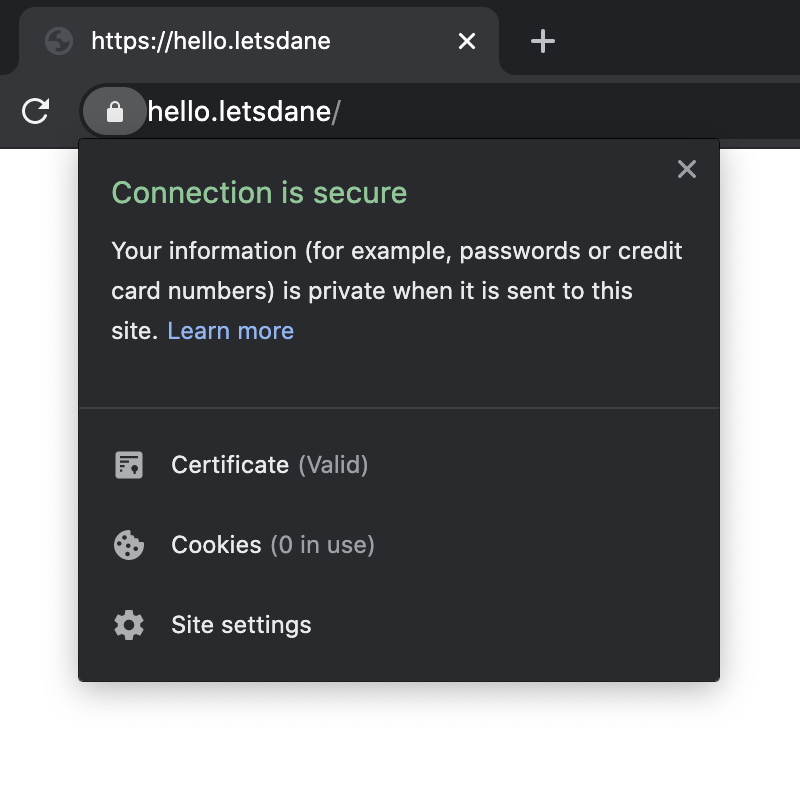 https://hello.letsdane
hello.letsdane/
Connection is secure
Your information (for example, passwords or credit
card numbers) is private when it is sent to this
site. Learn more
Certificate (Valid)
Cookies (0 in use)
Site settings